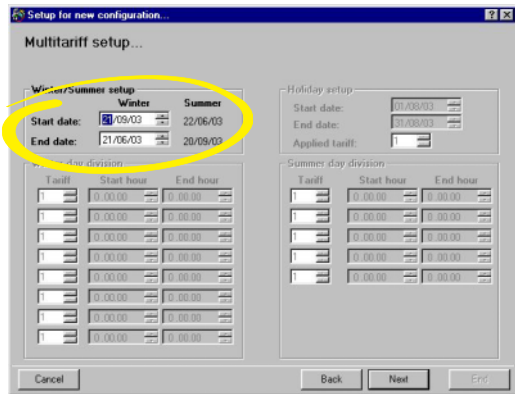 Setup for new configuration...
Multitariff setup...
Winter/Summer setup
Winter Summer
Start date: 21/09/03 22/06/03
End date: 21/06/03 20/09/03
Holiday setup
Start date: 01/08/03
End date: 31/08/03
Applied tariff: 1
day division
Tariff Start hour End hour
1 0.00.00 0.00.00
1 0.00.00 0.00.00
1 0.00.00 0.00.00
1 0.00.00 0.00.00
1 0.00.00 0.00.00
1 0.00.00 0.00.00
1 0.00.00 0.00.00
1 0.00.00 0.00.00
Summer day division
Tariff Start hour End hour
1 0.00.00 0.00.00
1 0.00.00 0.00.00
1 0.00.00 0.00.00
1 0.00.00 0.00.00
1 0.00.00 0.00.00
Cancel Back Next End